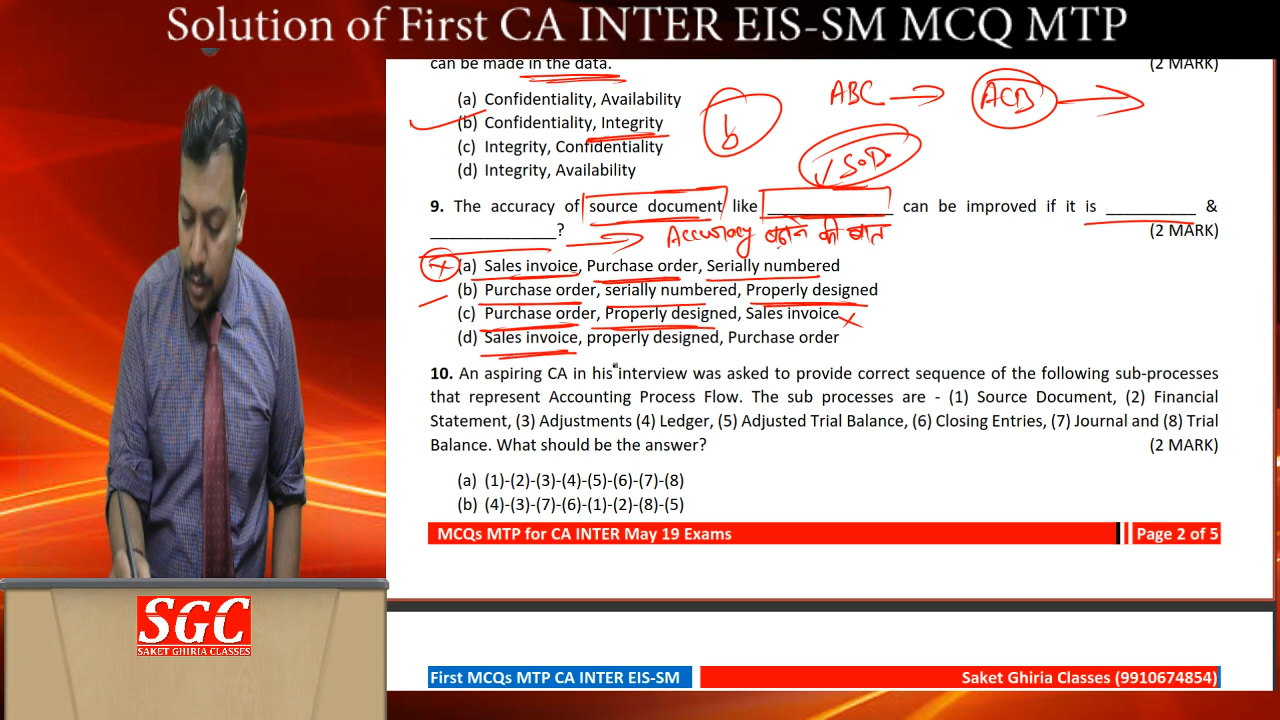 Solution of First CA INTER EIS-SM MCQ MTP
can be made in the data. (2 MARK)
(a) Confidentiality, Availability
(b) Confidentiality, Integrity
(c) Integrity, Confidentiality
(d) Integrity, Availability
b
ABC → ACB →
S.D.
9. The accuracy of source document like ______________ can be improved if it is __________ &
______________? (2 MARK)
Accuracy बढ़ाने की बात
(a) Sales invoice, Purchase order, Serially numbered
(b) Purchase order, serially numbered, Properly designed
(c) Purchase order, Properly designed, Sales invoice
(d) Sales invoice, properly designed, Purchase order
10. An aspiring CA in his interview was asked to provide correct sequence of the following sub-processes
that represent Accounting Process Flow. The sub processes are - (1) Source Document, (2) Financial
Statement, (3) Adjustments (4) Ledger, (5) Adjusted Trial Balance, (6) Closing Entries, (7) Journal and (8) Trial
Balance. What should be the answer? (2 MARK)
(a) (1)-(2)-(3)-(4)-(5)-(6)-(7)-(8)
(b) (4)-(3)-(7)-(6)-(1)-(2)-(8)-(5)
MCQs MTP for CA INTER May 19 Exams Page 2 of 5
SGC
SAKET GHIRIA CLASSES
First MCQs MTP CA INTER EIS-SM Saket Ghiria Classes (9910674854)